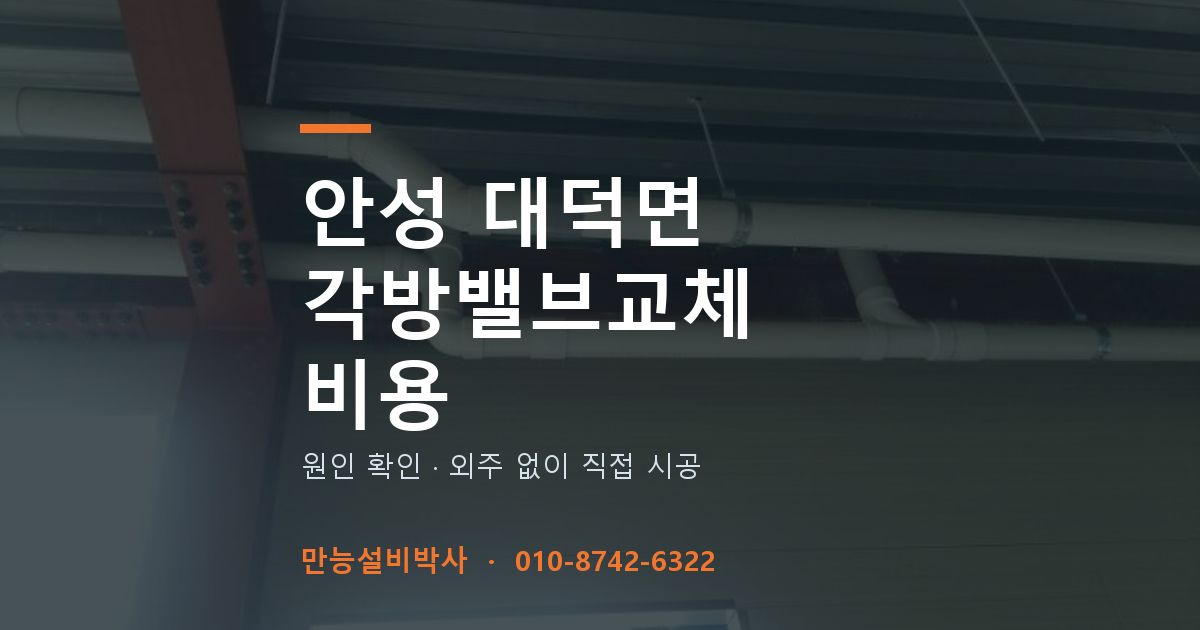 안성 대덕면
각방밸브교체
비용
원인 확인 · 외주 없이 직접 시공
만능설비박사 · 010-8742-6322